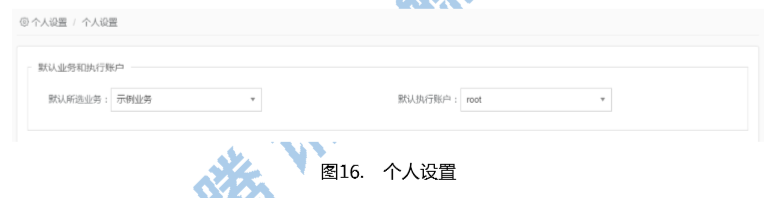 个人设置 / 个人设置
默认业务和执行账户
默认所选业务： 示例业务 默认执行账户： root
图16. 个人设置
腾